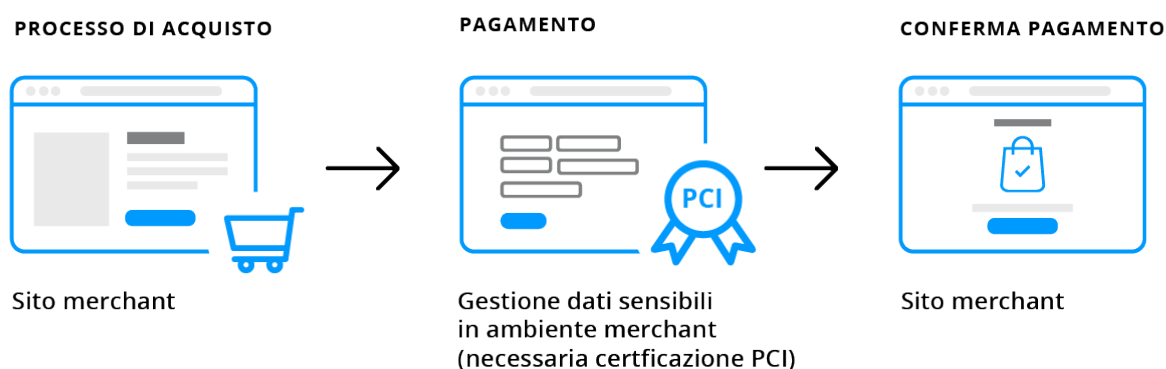 PROCESSO DI ACQUISTO
PAGAMENTO
CONFERMA PAGAMENTO
PCI
Sito merchant
Gestione dati sensibili
in ambiente merchant
(necessaria certficazione PCI)
Sito merchant